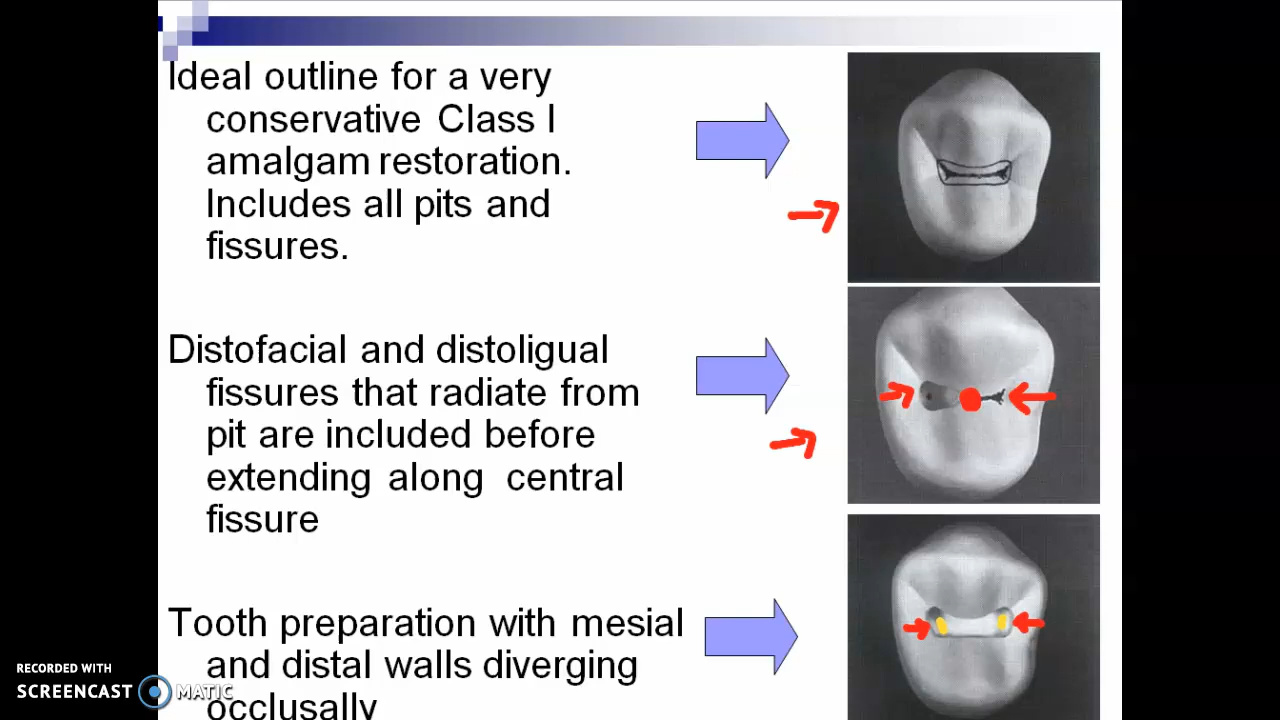 Ideal outline for a very
conservative Class I
amalgam restoration.
Includes all pits and
fissures.
Distofacial and distoligual
fissures that radiate from
pit are included before
extending along central
fissure
Tooth preparation with mesial
and distal walls diverging
occlusally
RECORDED WITH
SCREENCAST MATIC